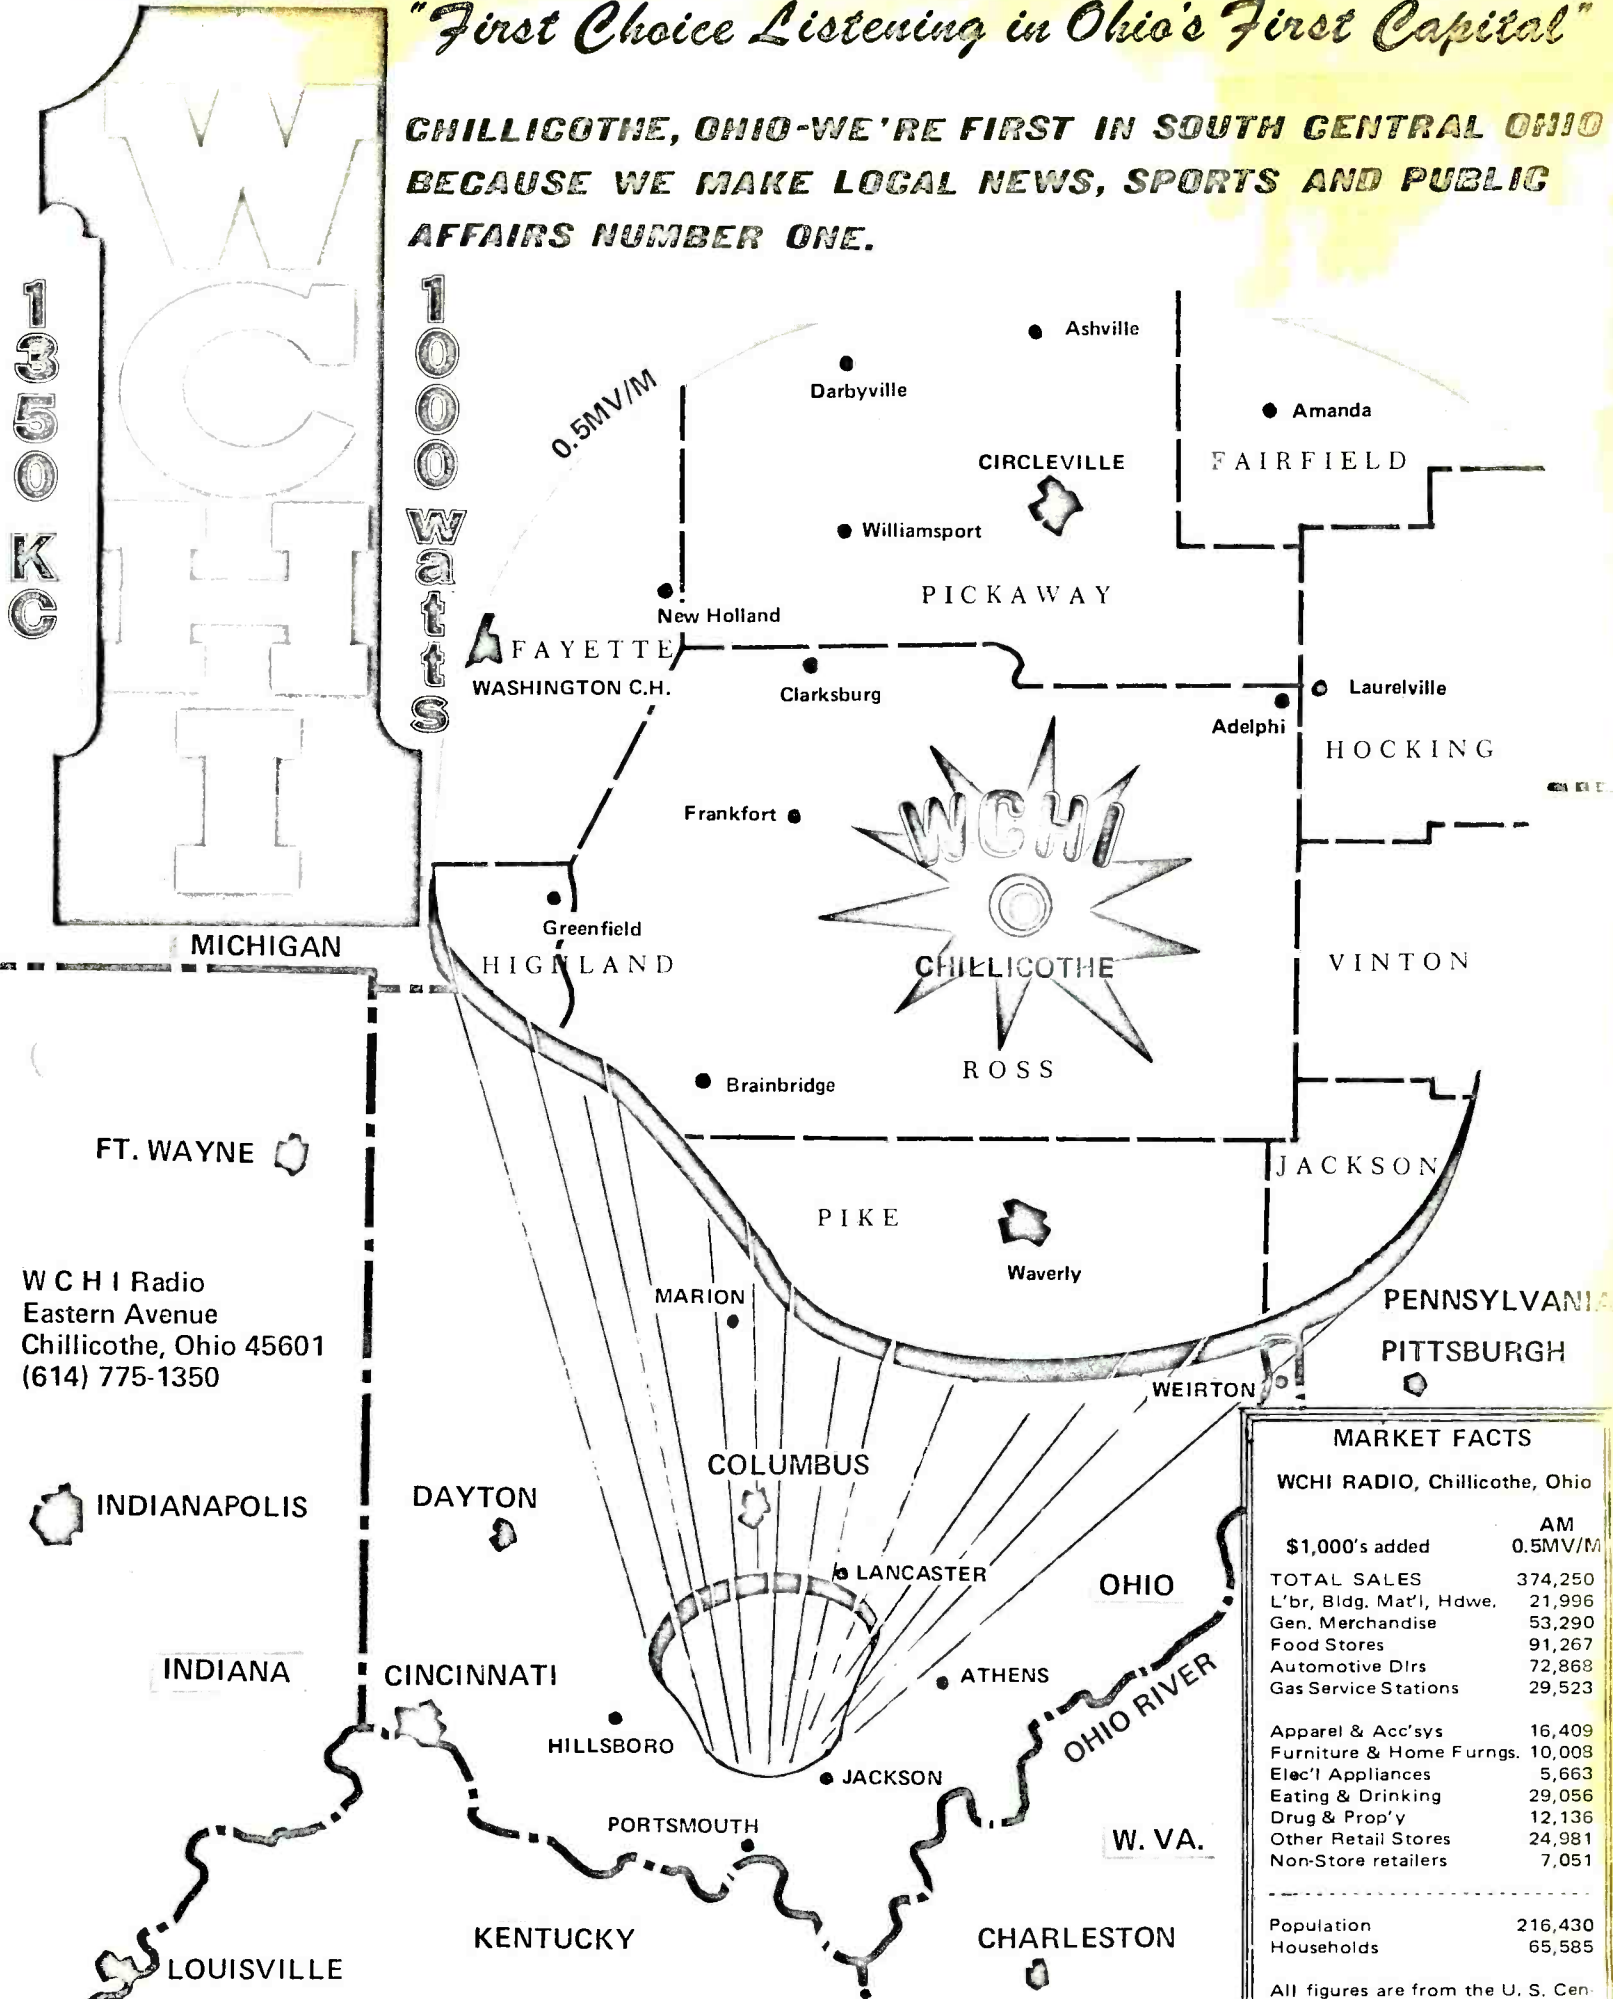 "First Choice Listening in Ohio's First Capital"
CHILLICOTHE, OHIO-WE'RE FIRST IN SOUTH CENTRAL OHIO
BECAUSE WE MAKE LOCAL NEWS, SPORTS AND PUBLIC
AFFAIRS NUMBER ONE.
WCHI
1350 KC
1000 watts
0.5MV/M
Ashville
Darbyville
Amanda
CIRCLEVILLE
FAIRFIELD
Williamsport
PICKAWAY
New Holland
FAYETTE
WASHINGTON C.H.
Clarksburg
Laurelville
Adelphi
HOCKING
Frankfort
WCHI
CHILLICOTHE
Greenfield
HIGHLAND
VINTON
ROSS
Brainbridge
JACKSON
PIKE
Waverly
MICHIGAN
FT. WAYNE
W C H I Radio
Eastern Avenue
Chillicothe, Ohio 45601
(614) 775-1350
MARION
PENNSYLVANIA
PITTSBURGH
WEIRTON
COLUMBUS
INDIANAPOLIS
DAYTON
LANCASTER
OHIO
INDIANA
CINCINNATI
ATHENS
OHIO RIVER
HILLSBORO
JACKSON
PORTSMOUTH
W. VA.
KENTUCKY
CHARLESTON
LOUISVILLE
MARKET FACTS
WCHI RADIO, Chillicothe, Ohio
AM
$1,000's added 0.5MV/M
TOTAL SALES 374,250
L'br, Bldg. Mat'l, Hdwe. 21,996
Gen. Merchandise 53,290
Food Stores 91,267
Automotive Dlrs 72,868
Gas Service Stations 29,523
Apparel & Acc'sys 16,409
Furniture & Home Furngs. 10,008
Elec'l Appliances 5,663
Eating & Drinking 29,056
Drug & Prop'y 12,136
Other Retail Stores 24,981
Non-Store retailers 7,051
Population 216,430
Households 65,585
All figures are from the U. S. Cen-